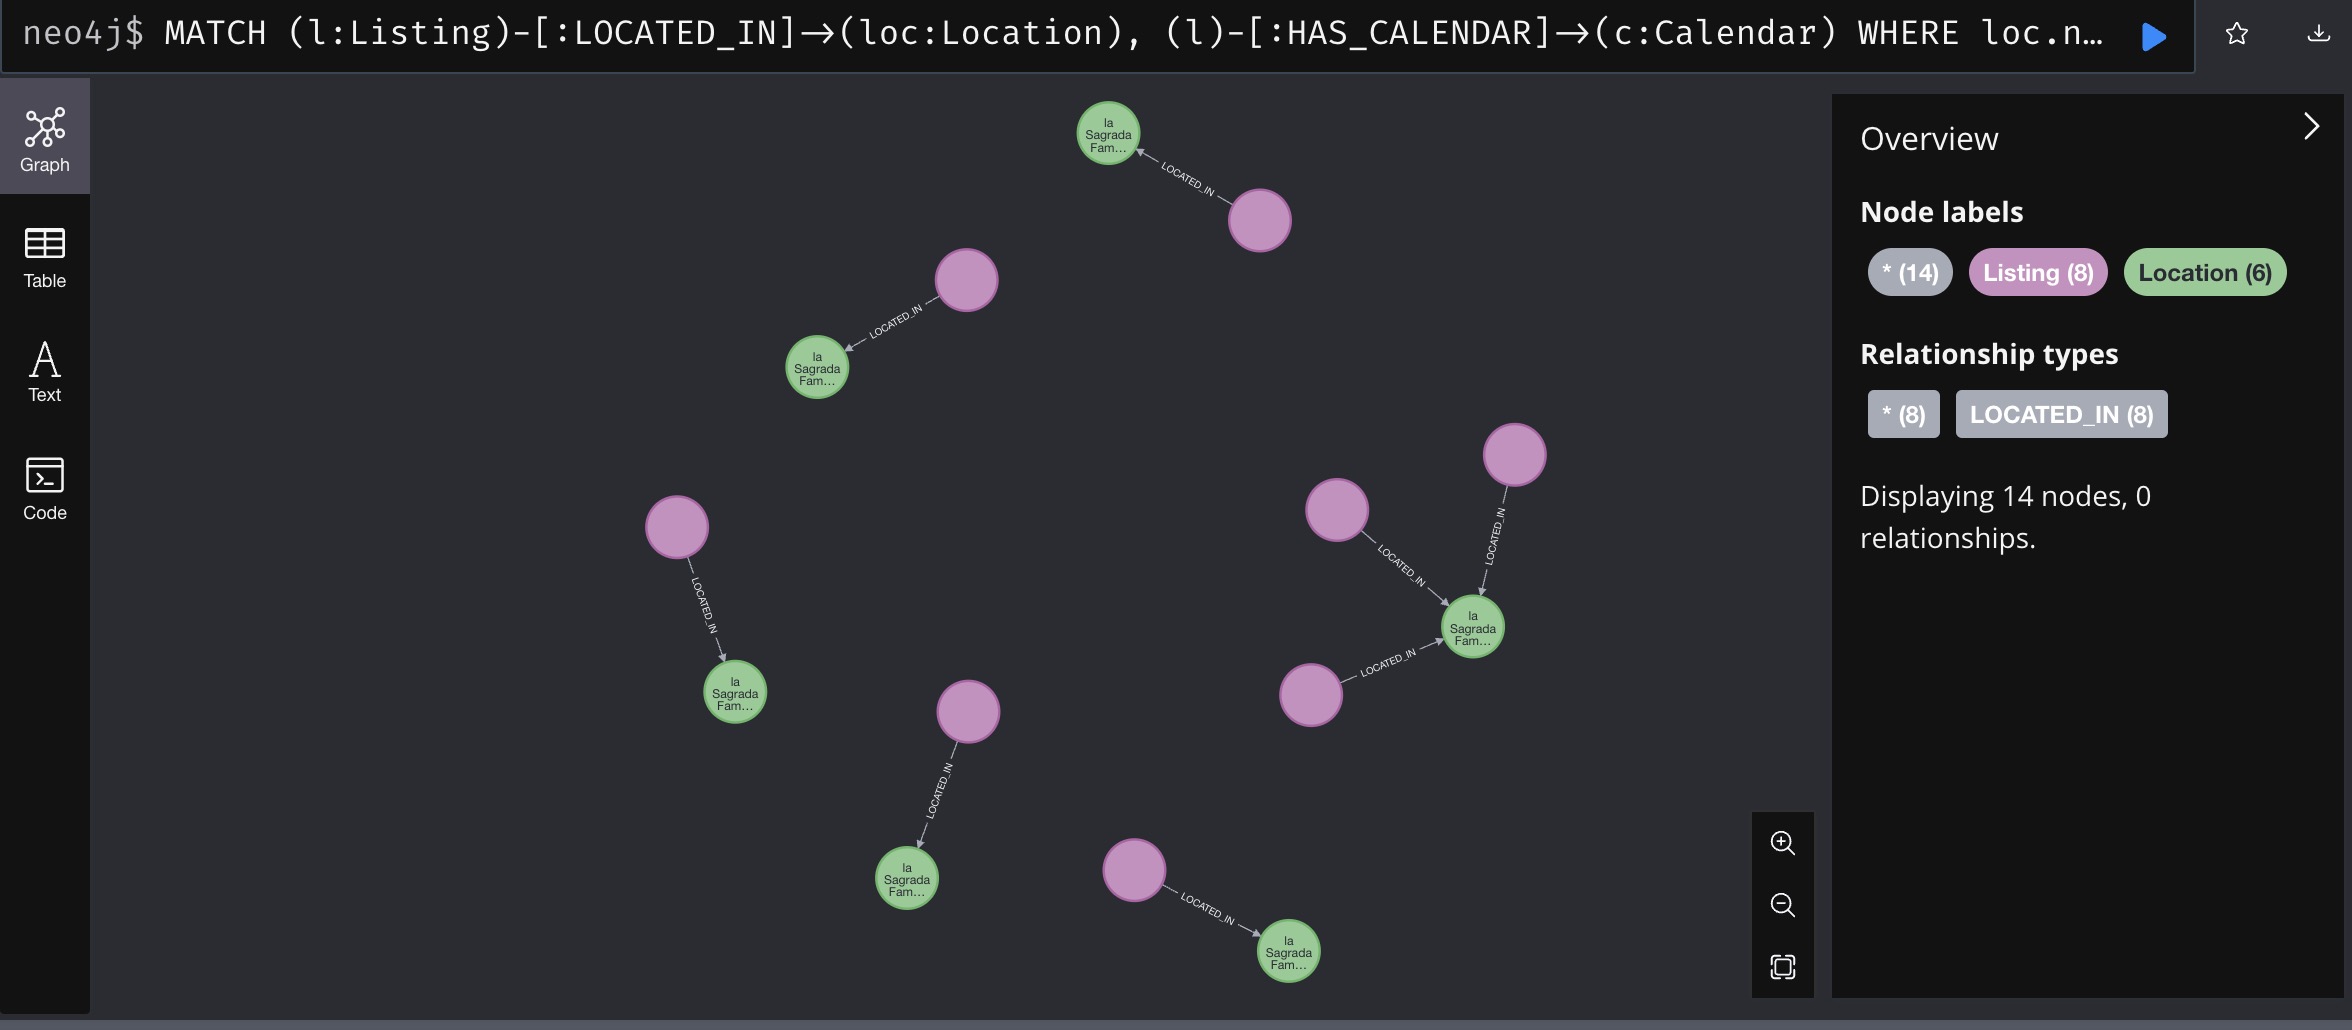 neo4j$ MATCH (l:Listing)-[:LOCATED_IN]->(loc:Location), (l)-[:HAS_CALENDAR]->(c:Calendar) WHERE loc.n…
Graph
Table
Text
Code
la
Sagrada
Fam…
LOCATED_IN
LOCATED_IN
la
Sagrada
Fam…
LOCATED_IN
LOCATED_IN
LOCATED_IN
la
Sagrada
Fam…
LOCATED_IN
la
Sagrada
Fam…
LOCATED_IN
la
Sagrada
Fam…
LOCATED_IN
la
Sagrada
Fam…
Overview
Node labels
* (14)
Listing (8)
Location (6)
Relationship types
* (8)
LOCATED_IN (8)
Displaying 14 nodes, 0
relationships.